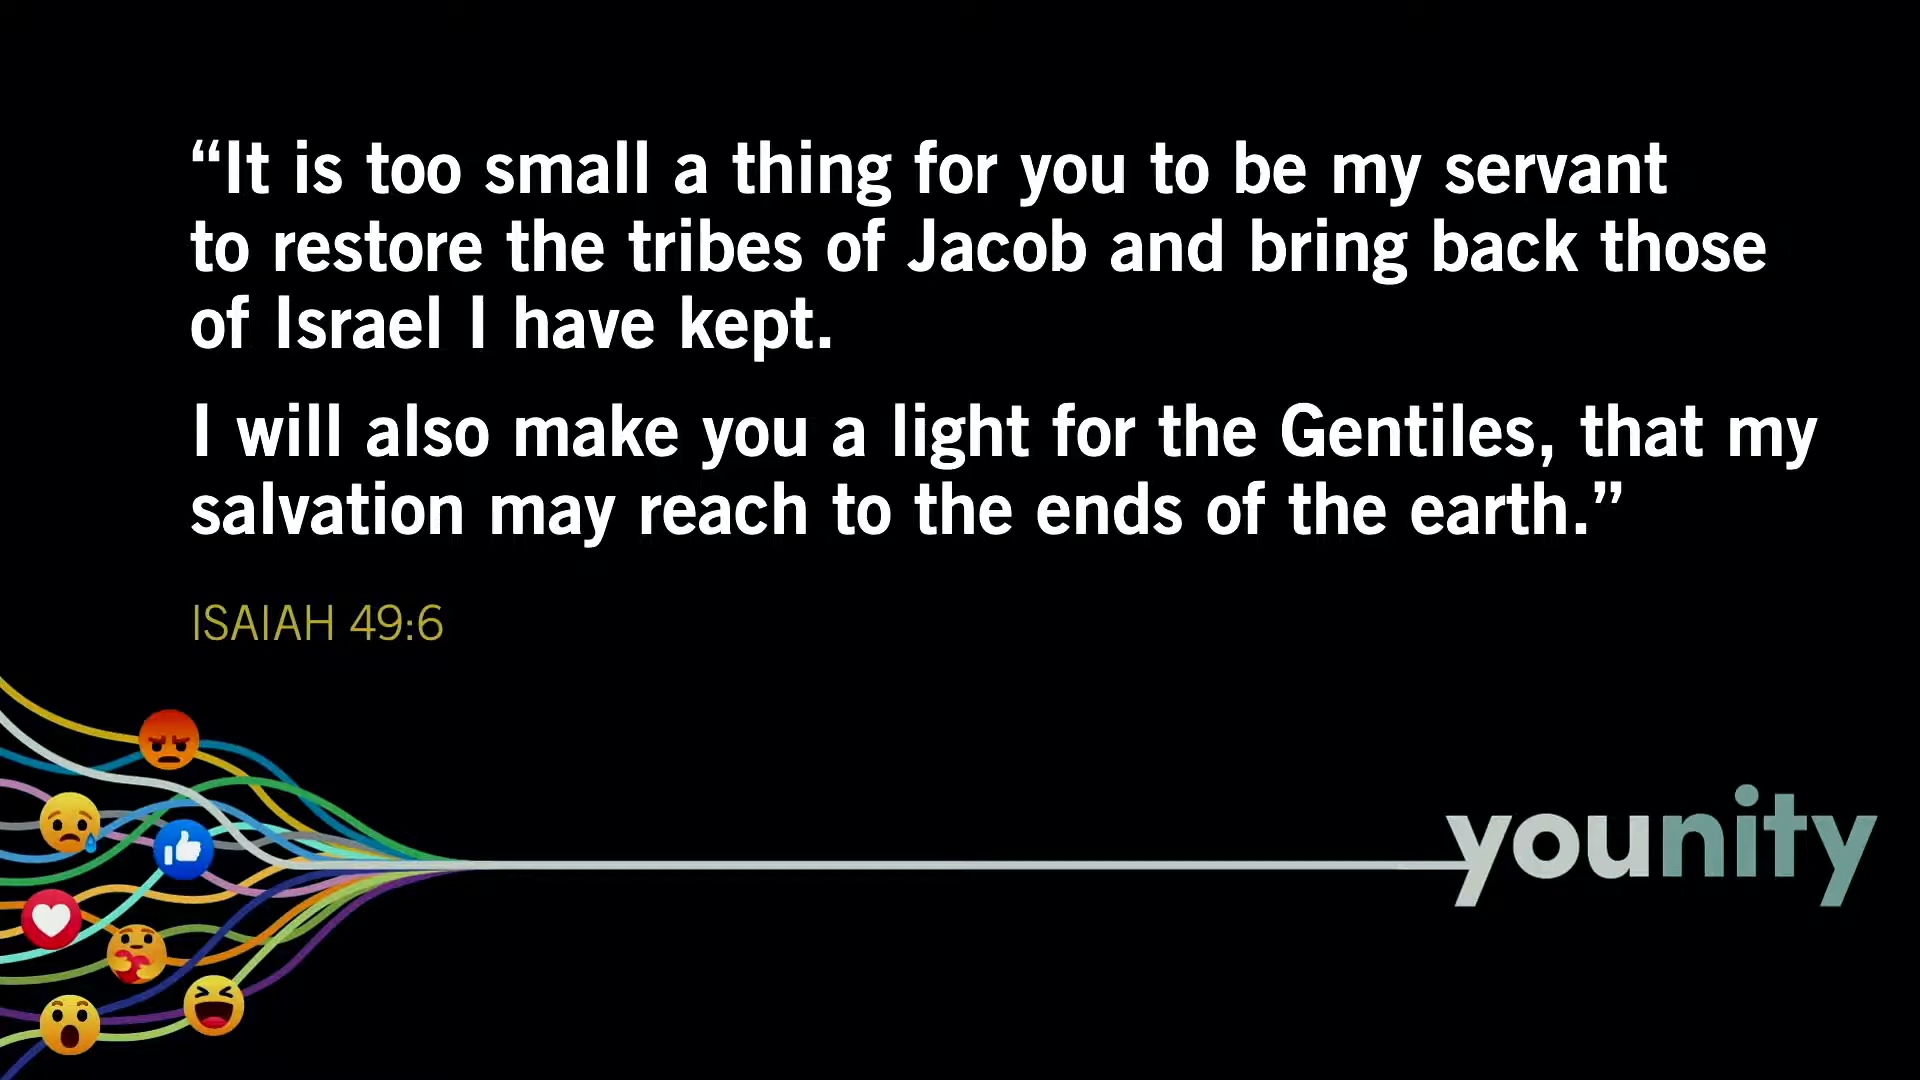 “It is too small a thing for you to be my servant
to restore the tribes of Jacob and bring back those
of Israel I have kept.
I will also make you a light for the Gentiles, that my
salvation may reach to the ends of the earth.”
ISAIAH 49:6
younity